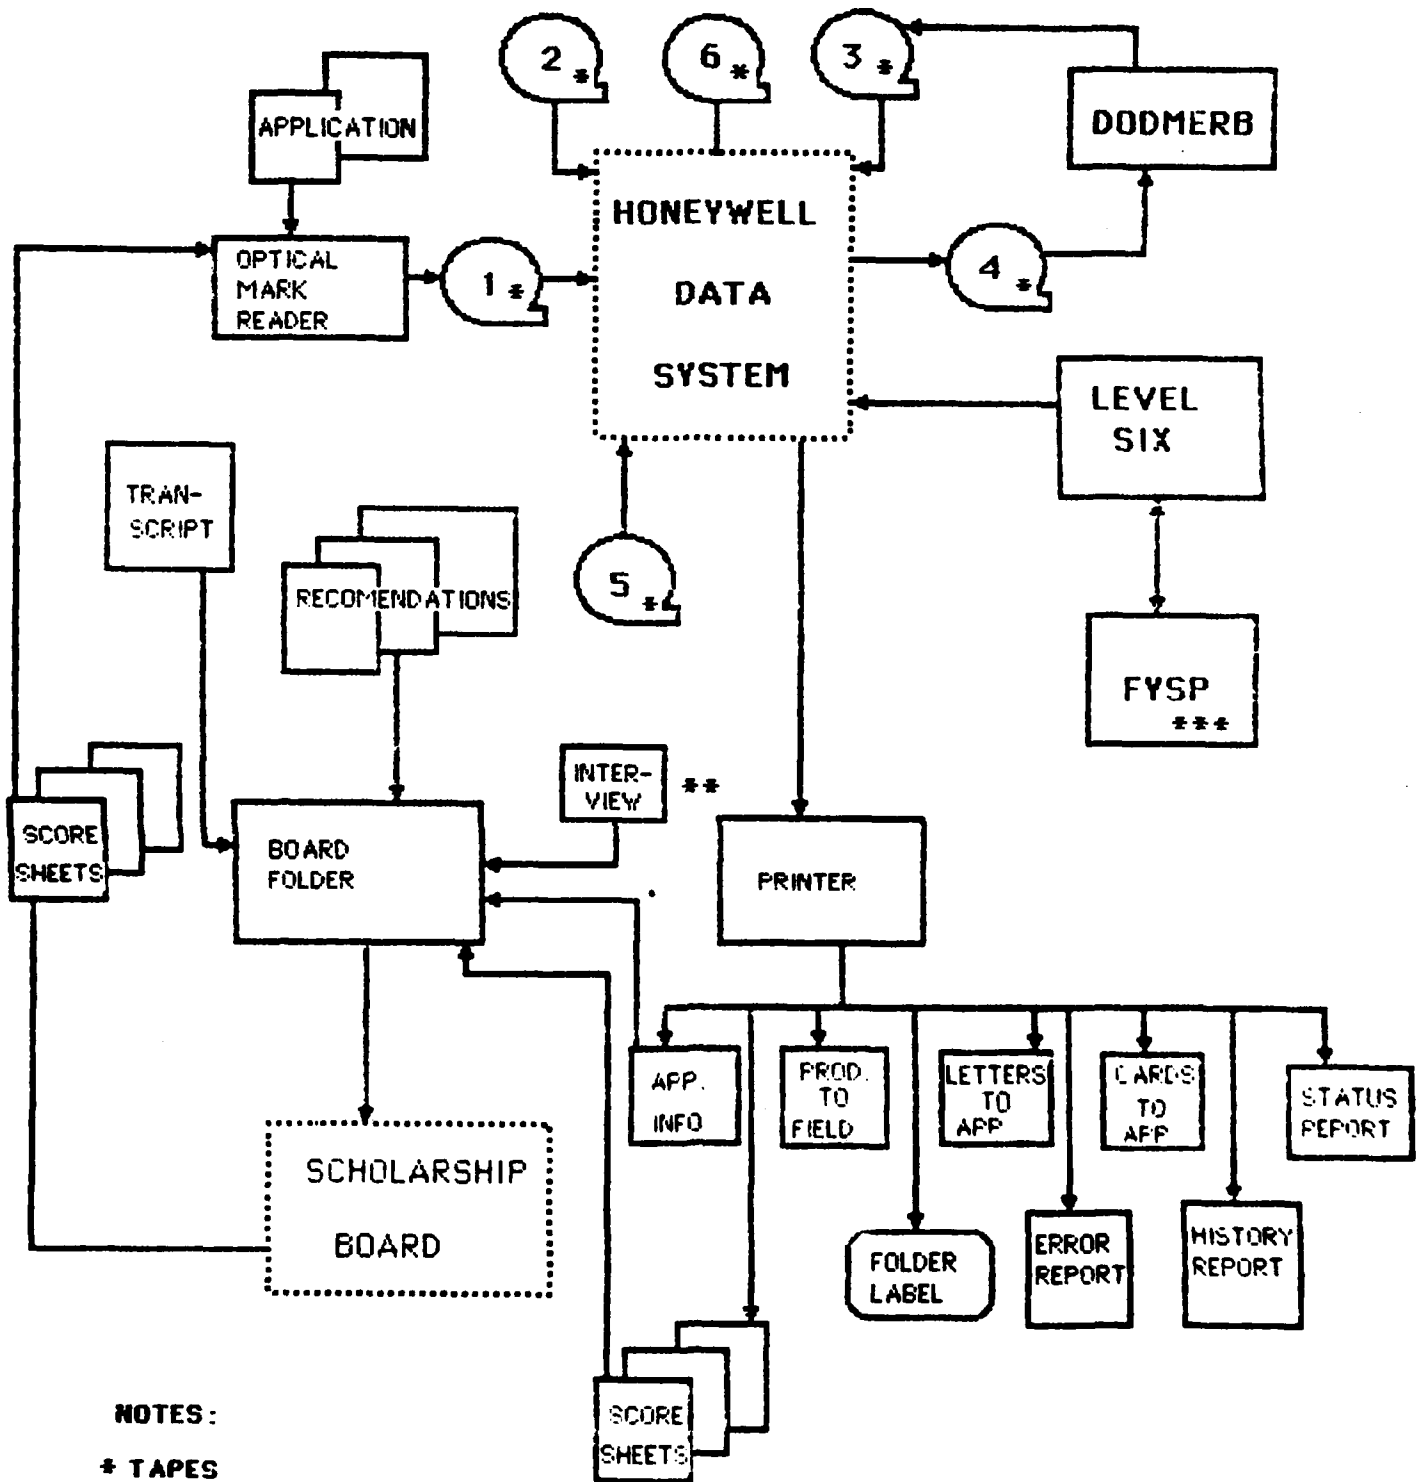 2 *
6 *
3 *
DODMERB
APPLICATION
HONEYWELL
DATA
SYSTEM
OPTICAL
MARK
READER
1 *
4 *
LEVEL
SIX
TRAN-
SCRIPT
RECOMENDATIONS
5 **
FYSP
***
INTER-
VIEW
**
SCORE
SHEETS
BOARD
FOLDER
PRINTER
APP.
INFO
PROD.
TO
FIELD
LETTERS
TO
APP
CARDS
TO
APP
STATUS
REPORT
SCHOLARSHIP
BOARD
FOLDER
LABEL
ERROR
REPORT
HISTORY
REPORT
SCORE
SHEETS
NOTES:
* TAPES